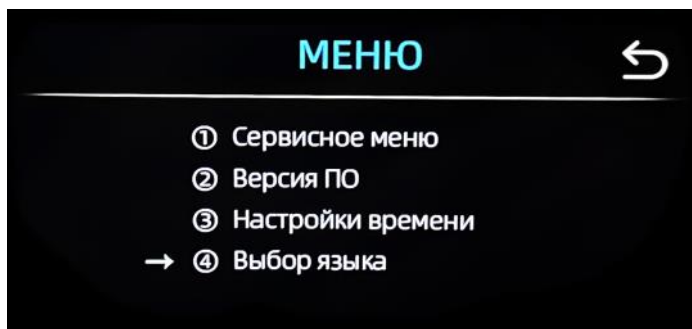 МЕНЮ
① Сервисное меню
② Версия ПО
③ Настройки времени
→ ④ Выбор языка